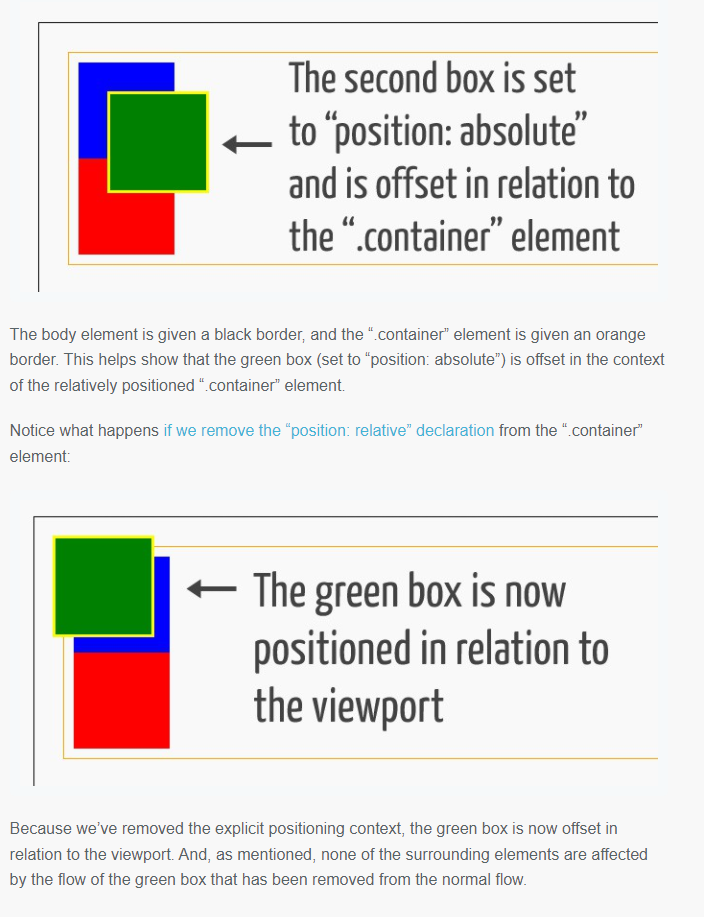 The second box is set
to “position: absolute”
and is offset in relation to
the “.container” element
The body element is given a black border, and the “.container” element is given an orange
border. This helps show that the green box (set to “position: absolute”) is offset in the context
of the relatively positioned “.container” element.
Notice what happens if we remove the “position: relative” declaration from the “.container”
element:
The green box is now
positioned in relation to
the viewport
Because we’ve removed the explicit positioning context, the green box is now offset in
relation to the viewport. And, as mentioned, none of the surrounding elements are affected
by the flow of the green box that has been removed from the normal flow.